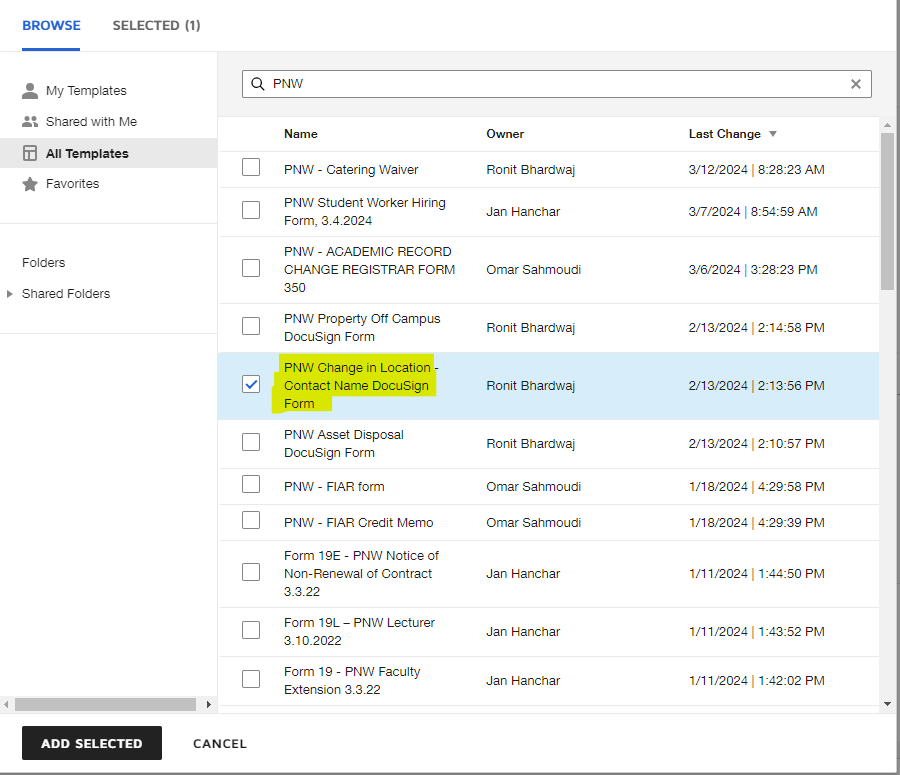 BROWSE SELECTED (1)
My Templates
Shared with Me
All Templates
Favorites
Folders
Shared Folders
PNW
Name Owner Last Change
PNW - Catering Waiver Ronit Bhardwaj 3/12/2024 | 8:28:23 AM
PNW Student Worker Hiring
Form, 3.4.2024
Jan Hanchar 3/7/2024 | 8:54:59 AM
PNW - ACADEMIC RECORD
CHANGE REGISTRAR FORM
350
Omar Sahmoudi 3/6/2024 | 3:28:23 PM
PNW Property Off Campus
DocuSign Form
Ronit Bhardwaj 2/13/2024 | 2:14:58 PM
PNW Change in Location -
Contact Name DocuSign
Form
Ronit Bhardwaj 2/13/2024 | 2:13:56 PM
PNW Asset Disposal
DocuSign Form
Ronit Bhardwaj 2/13/2024 | 2:10:57 PM
PNW - FIAR form Omar Sahmoudi 1/18/2024 | 4:29:58 PM
PNW - FIAR Credit Memo Omar Sahmoudi 1/18/2024 | 4:29:39 PM
Form 19E - PNW Notice of
Non-Renewal of Contract
3.3.22
Jan Hanchar 1/11/2024 | 1:44:50 PM
Form 19L – PNW Lecturer
3.10.2022
Jan Hanchar 1/11/2024 | 1:43:52 PM
Form 19 - PNW Faculty
Extension 3.3.22
Jan Hanchar 1/11/2024 | 1:42:02 PM
ADD SELECTED CANCEL